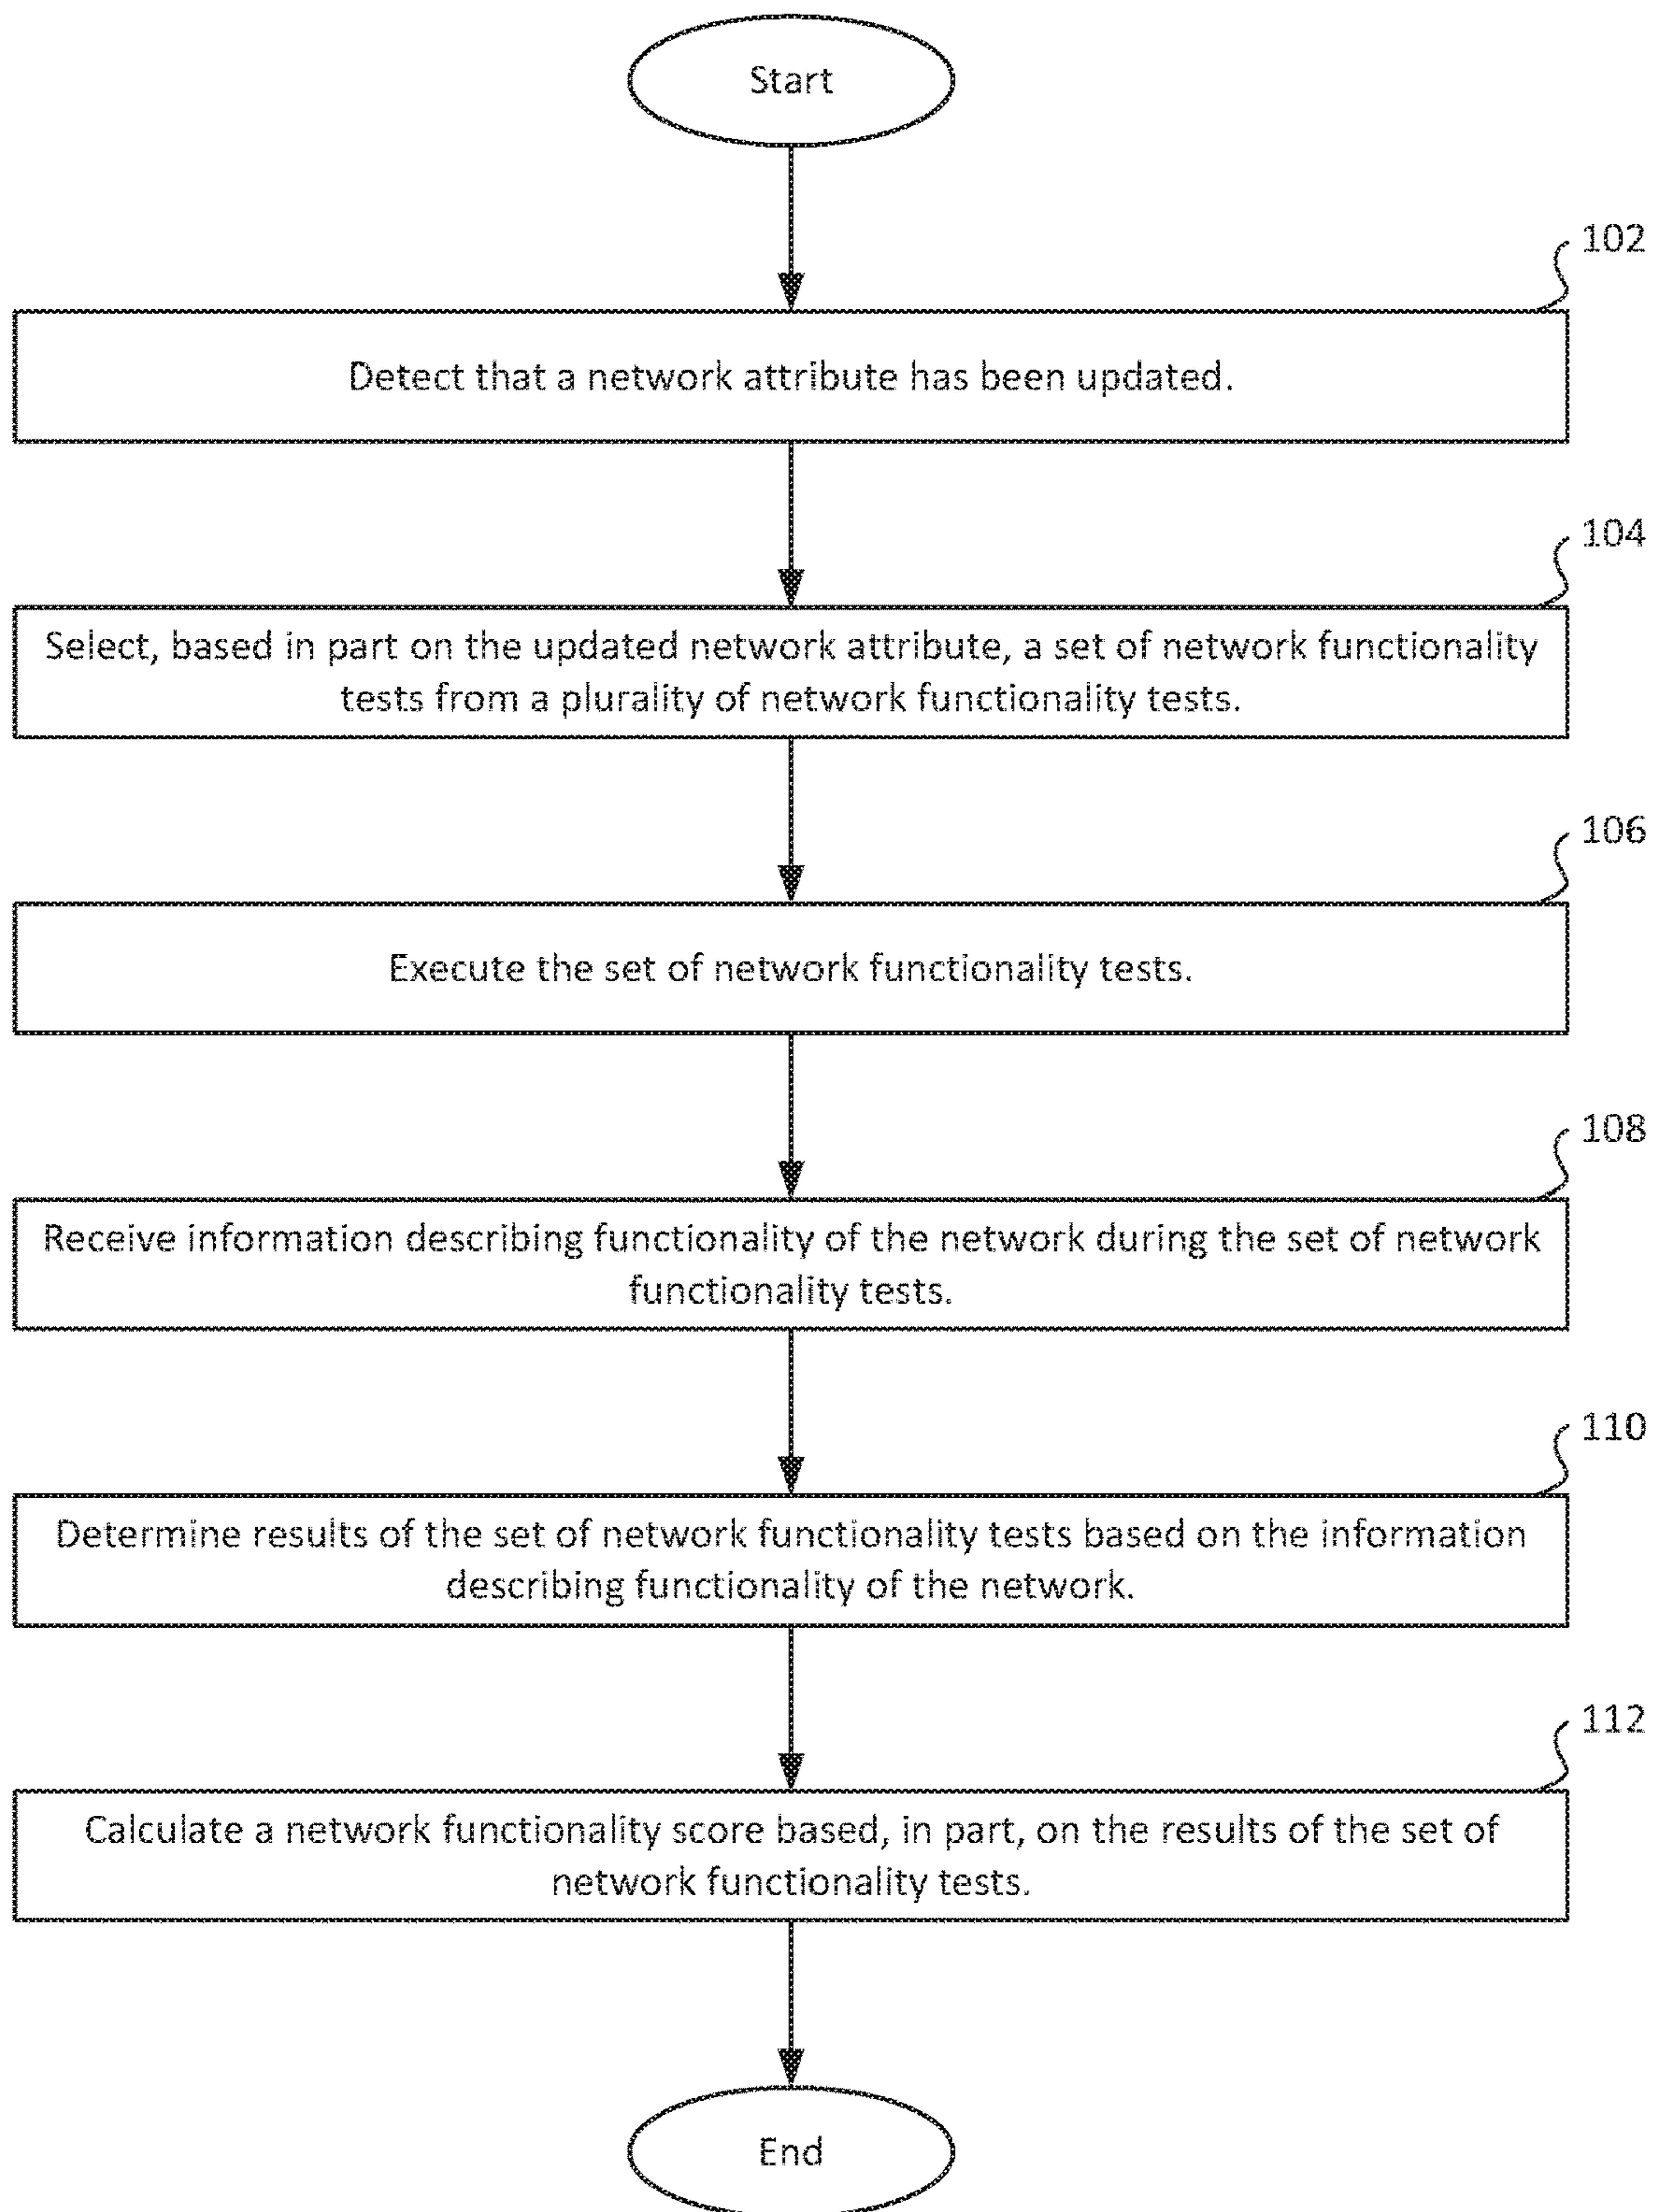 Start
102
Detect that a network attribute has been updated.
104
Select, based in part on the updated network attribute, a set of network functionality
tests from a plurality of network functionality tests.
106
Execute the set of network functionality tests.
108
Receive information describing functionality of the network during the set of network
functionality tests.
110
Determine results of the set of network functionality tests based on the information
describing functionality of the network.
112
Calculate a network functionality score based, in part, on the results of the set of
network functionality tests.
End